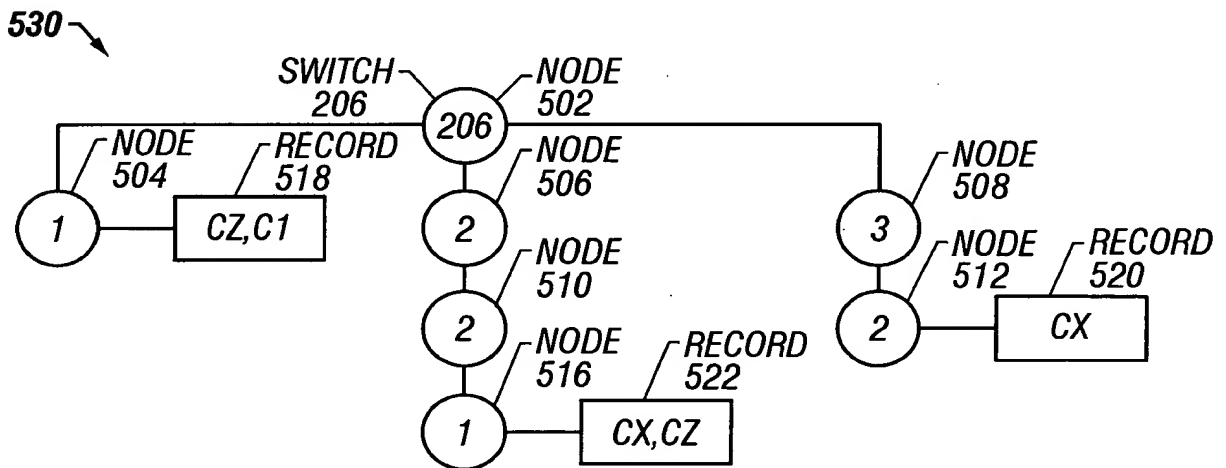 530
SWITCH
206
NODE
502
206
NODE
504
RECORD
518
NODE
506
NODE
508
1
CZ,C1
2
3
NODE
510
NODE
512
RECORD
520
2
2
CX
NODE
516
RECORD
522
1
CX,CZ